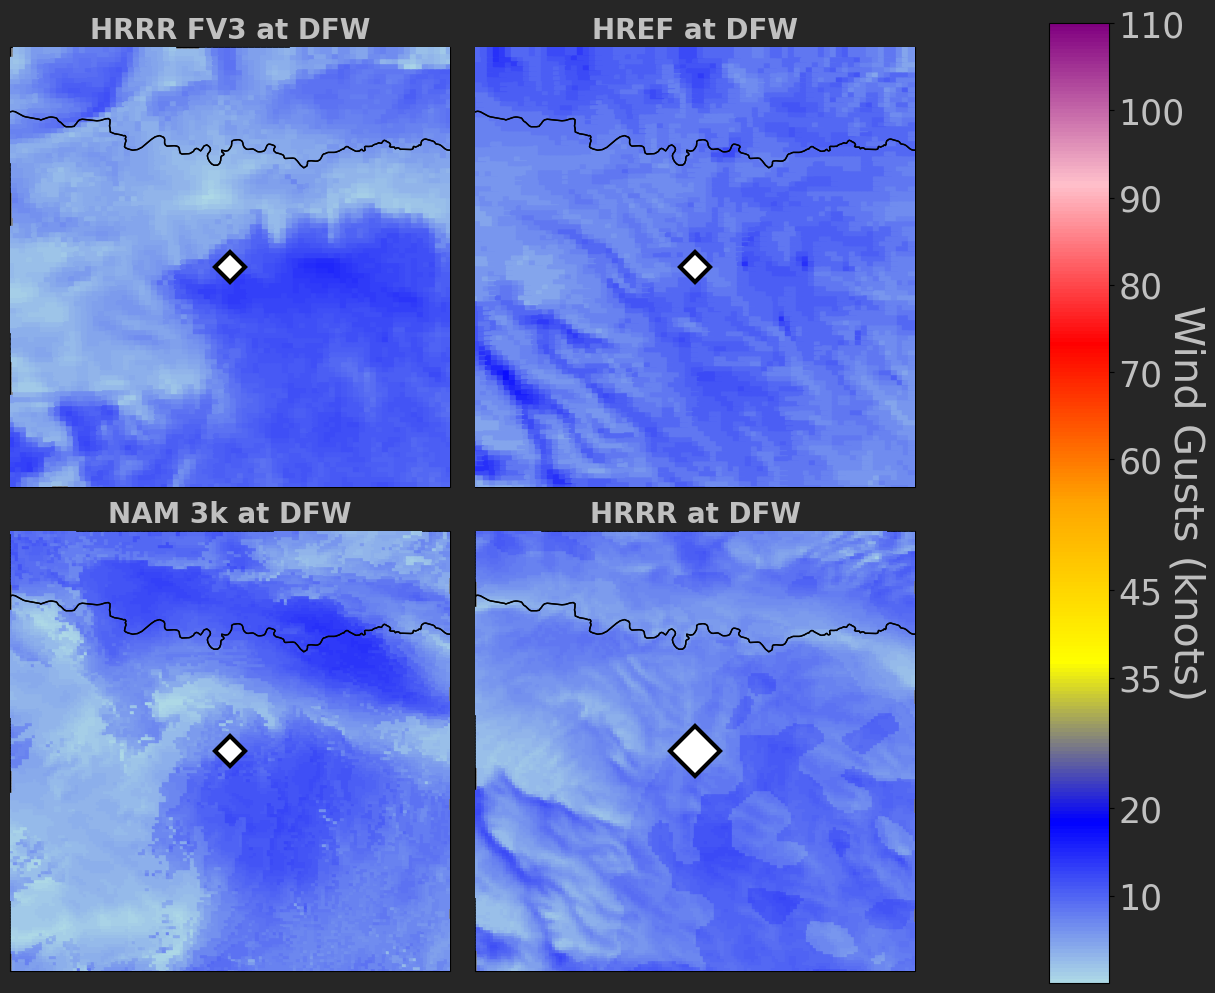 HRRR FV3 at DFW
HREF at DFW
NAM 3k at DFW
HRRR at DFW
110
100
90
80
70
60
45
35
20
10
Wind Gusts (knots)